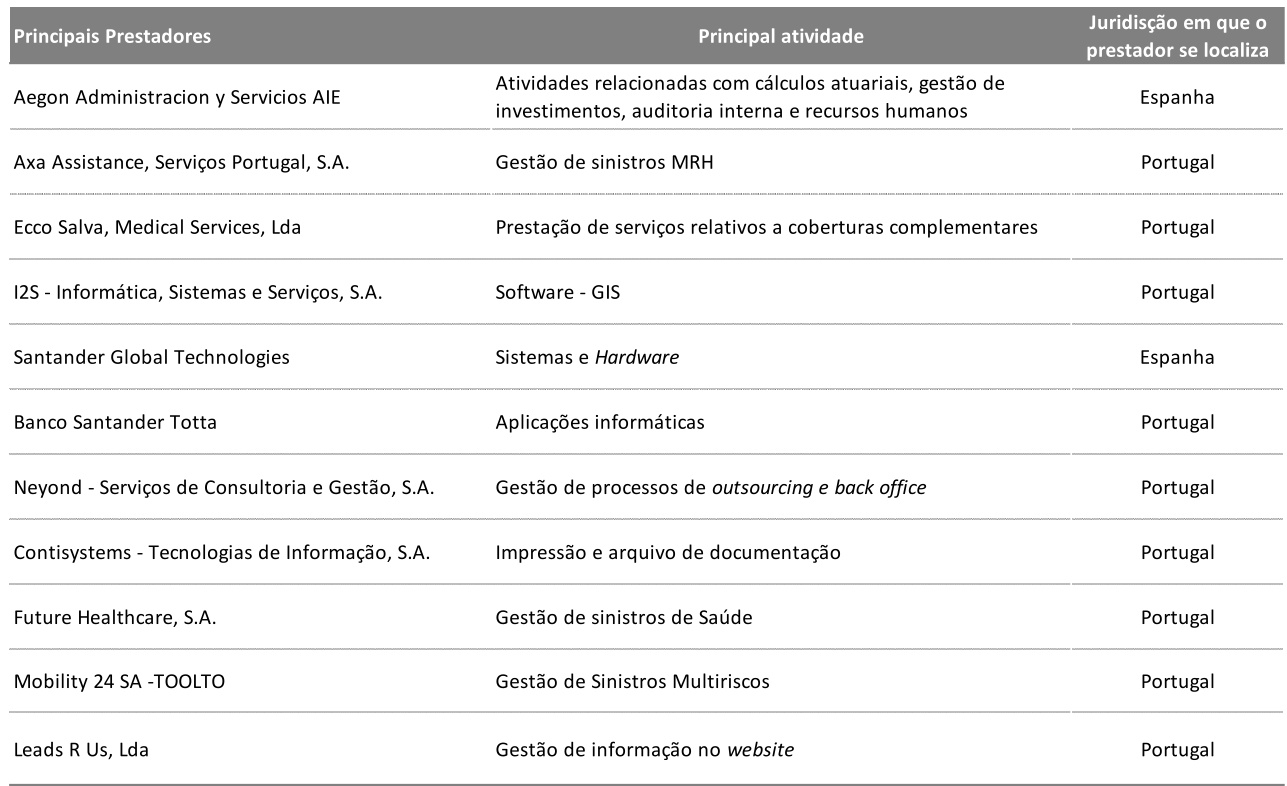 Principais Prestadores Principal atividade Juridisção em que o
prestador se localiza
Aegon Administracion y Servicios AIE Atividades relacionadas com cálculos atuariais, gestão de
investimentos, auditoria interna e recursos humanos Espanha
Axa Assistance, Serviços Portugal, S.A. Gestão de sinistros MRH Portugal
Ecco Salva, Medical Services, Lda Prestação de serviços relativos a coberturas complementares Portugal
I2S - Informática, Sistemas e Serviços, S.A. Software - GIS Portugal
Santander Global Technologies Sistemas e Hardware Espanha
Banco Santander Totta Aplicações informáticas Portugal
Neyond - Serviços de Consultoria e Gestão, S.A. Gestão de processos de outsourcing e back office Portugal
Contisystems - Tecnologias de Informação, S.A. Impressão e arquivo de documentação Portugal
Future Healthcare, S.A. Gestão de sinistros de Saúde Portugal
Mobility 24 SA -TOOLTO Gestão de Sinistros Multiriscos Portugal
Leads R Us, Lda Gestão de informação no website Portugal